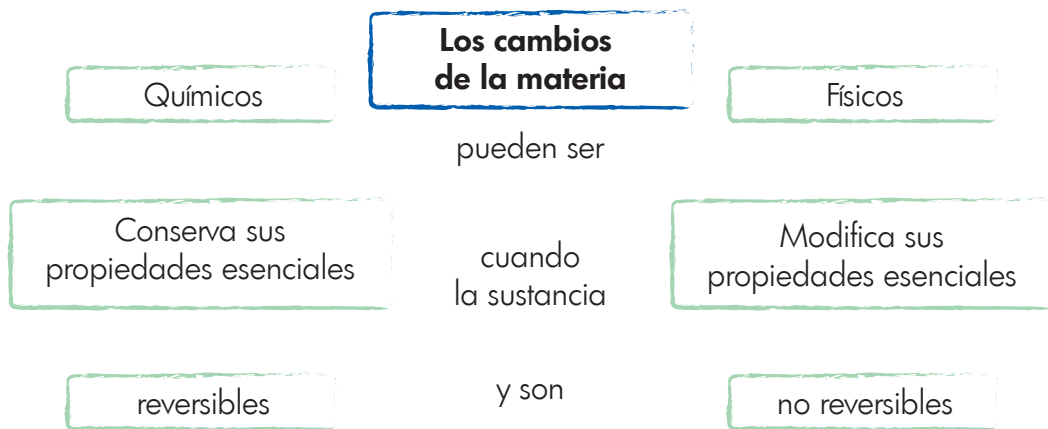 Los cambios
de la materia
Químicos
Físicos
pueden ser
Conserva sus
propiedades esenciales
cuando
la sustancia
Modifica sus
propiedades esenciales
reversibles
y son
no reversibles